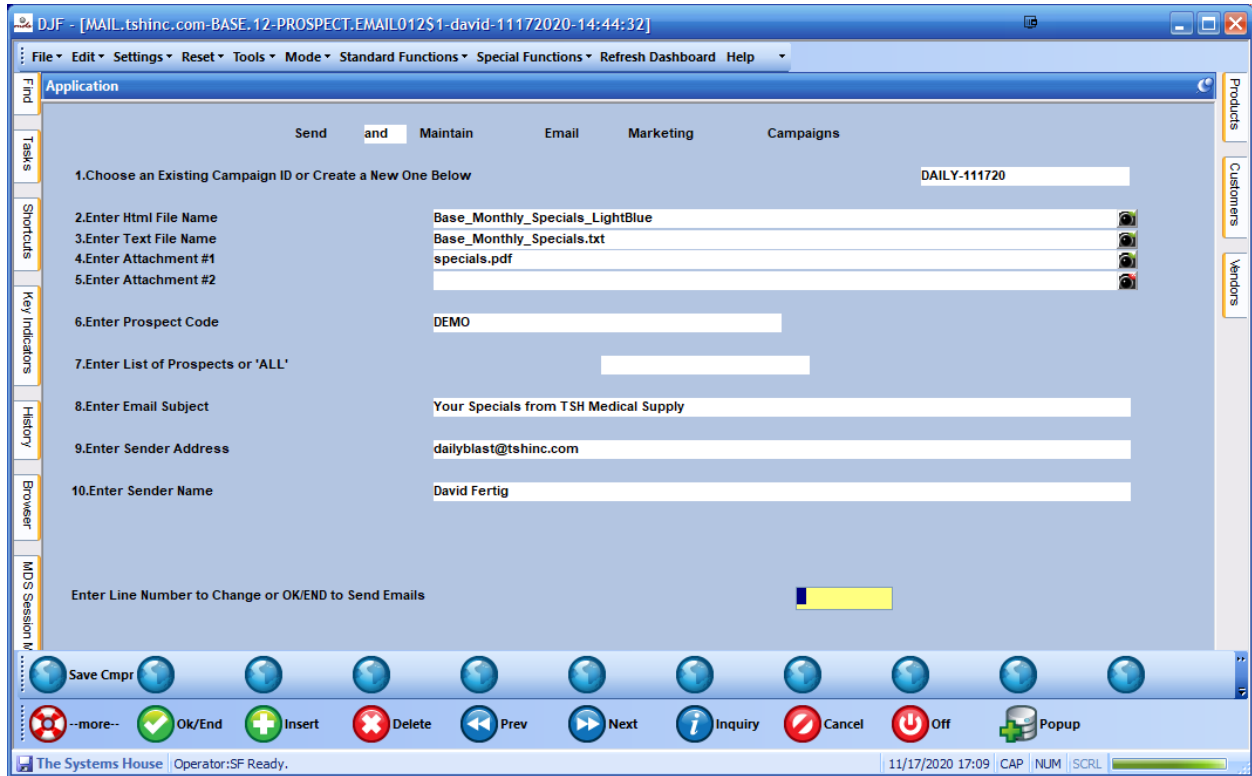 DJF - [MAIL.tshinc.com-BASE.12-PROSPECT.EMAIL012$1-david-11172020-14:44:32]
File Edit Settings Reset Tools Mode Standard Functions Special Functions Refresh Dashboard Help
Find
Tasks
Shortcuts
Key Indicators
History
Browser
MDS Session
Application
Send and Maintain Email Marketing Campaigns
1.Choose an Existing Campaign ID or Create a New One Below DAILY-111720
2.Enter Html File Name Base_Monthly_Specials_LightBlue
3.Enter Text File Name Base_Monthly_Specials.txt
4.Enter Attachment #1 specials.pdf
5.Enter Attachment #2
6.Enter Prospect Code DEMO
7.Enter List of Prospects or 'ALL'
8.Enter Email Subject Your Specials from TSH Medical Supply
9.Enter Sender Address dailyblast@tshinc.com
10.Enter Sender Name David Fertig
Enter Line Number to Change or OK/END to Send Emails
Products
Customers
Vendors
Save Cmpr
--more-- Ok/End Insert Delete Prev Next Inquiry Cancel Off Popup
The Systems House Operator:SF Ready. 11/17/2020 17:09 CAP NUM SCRL